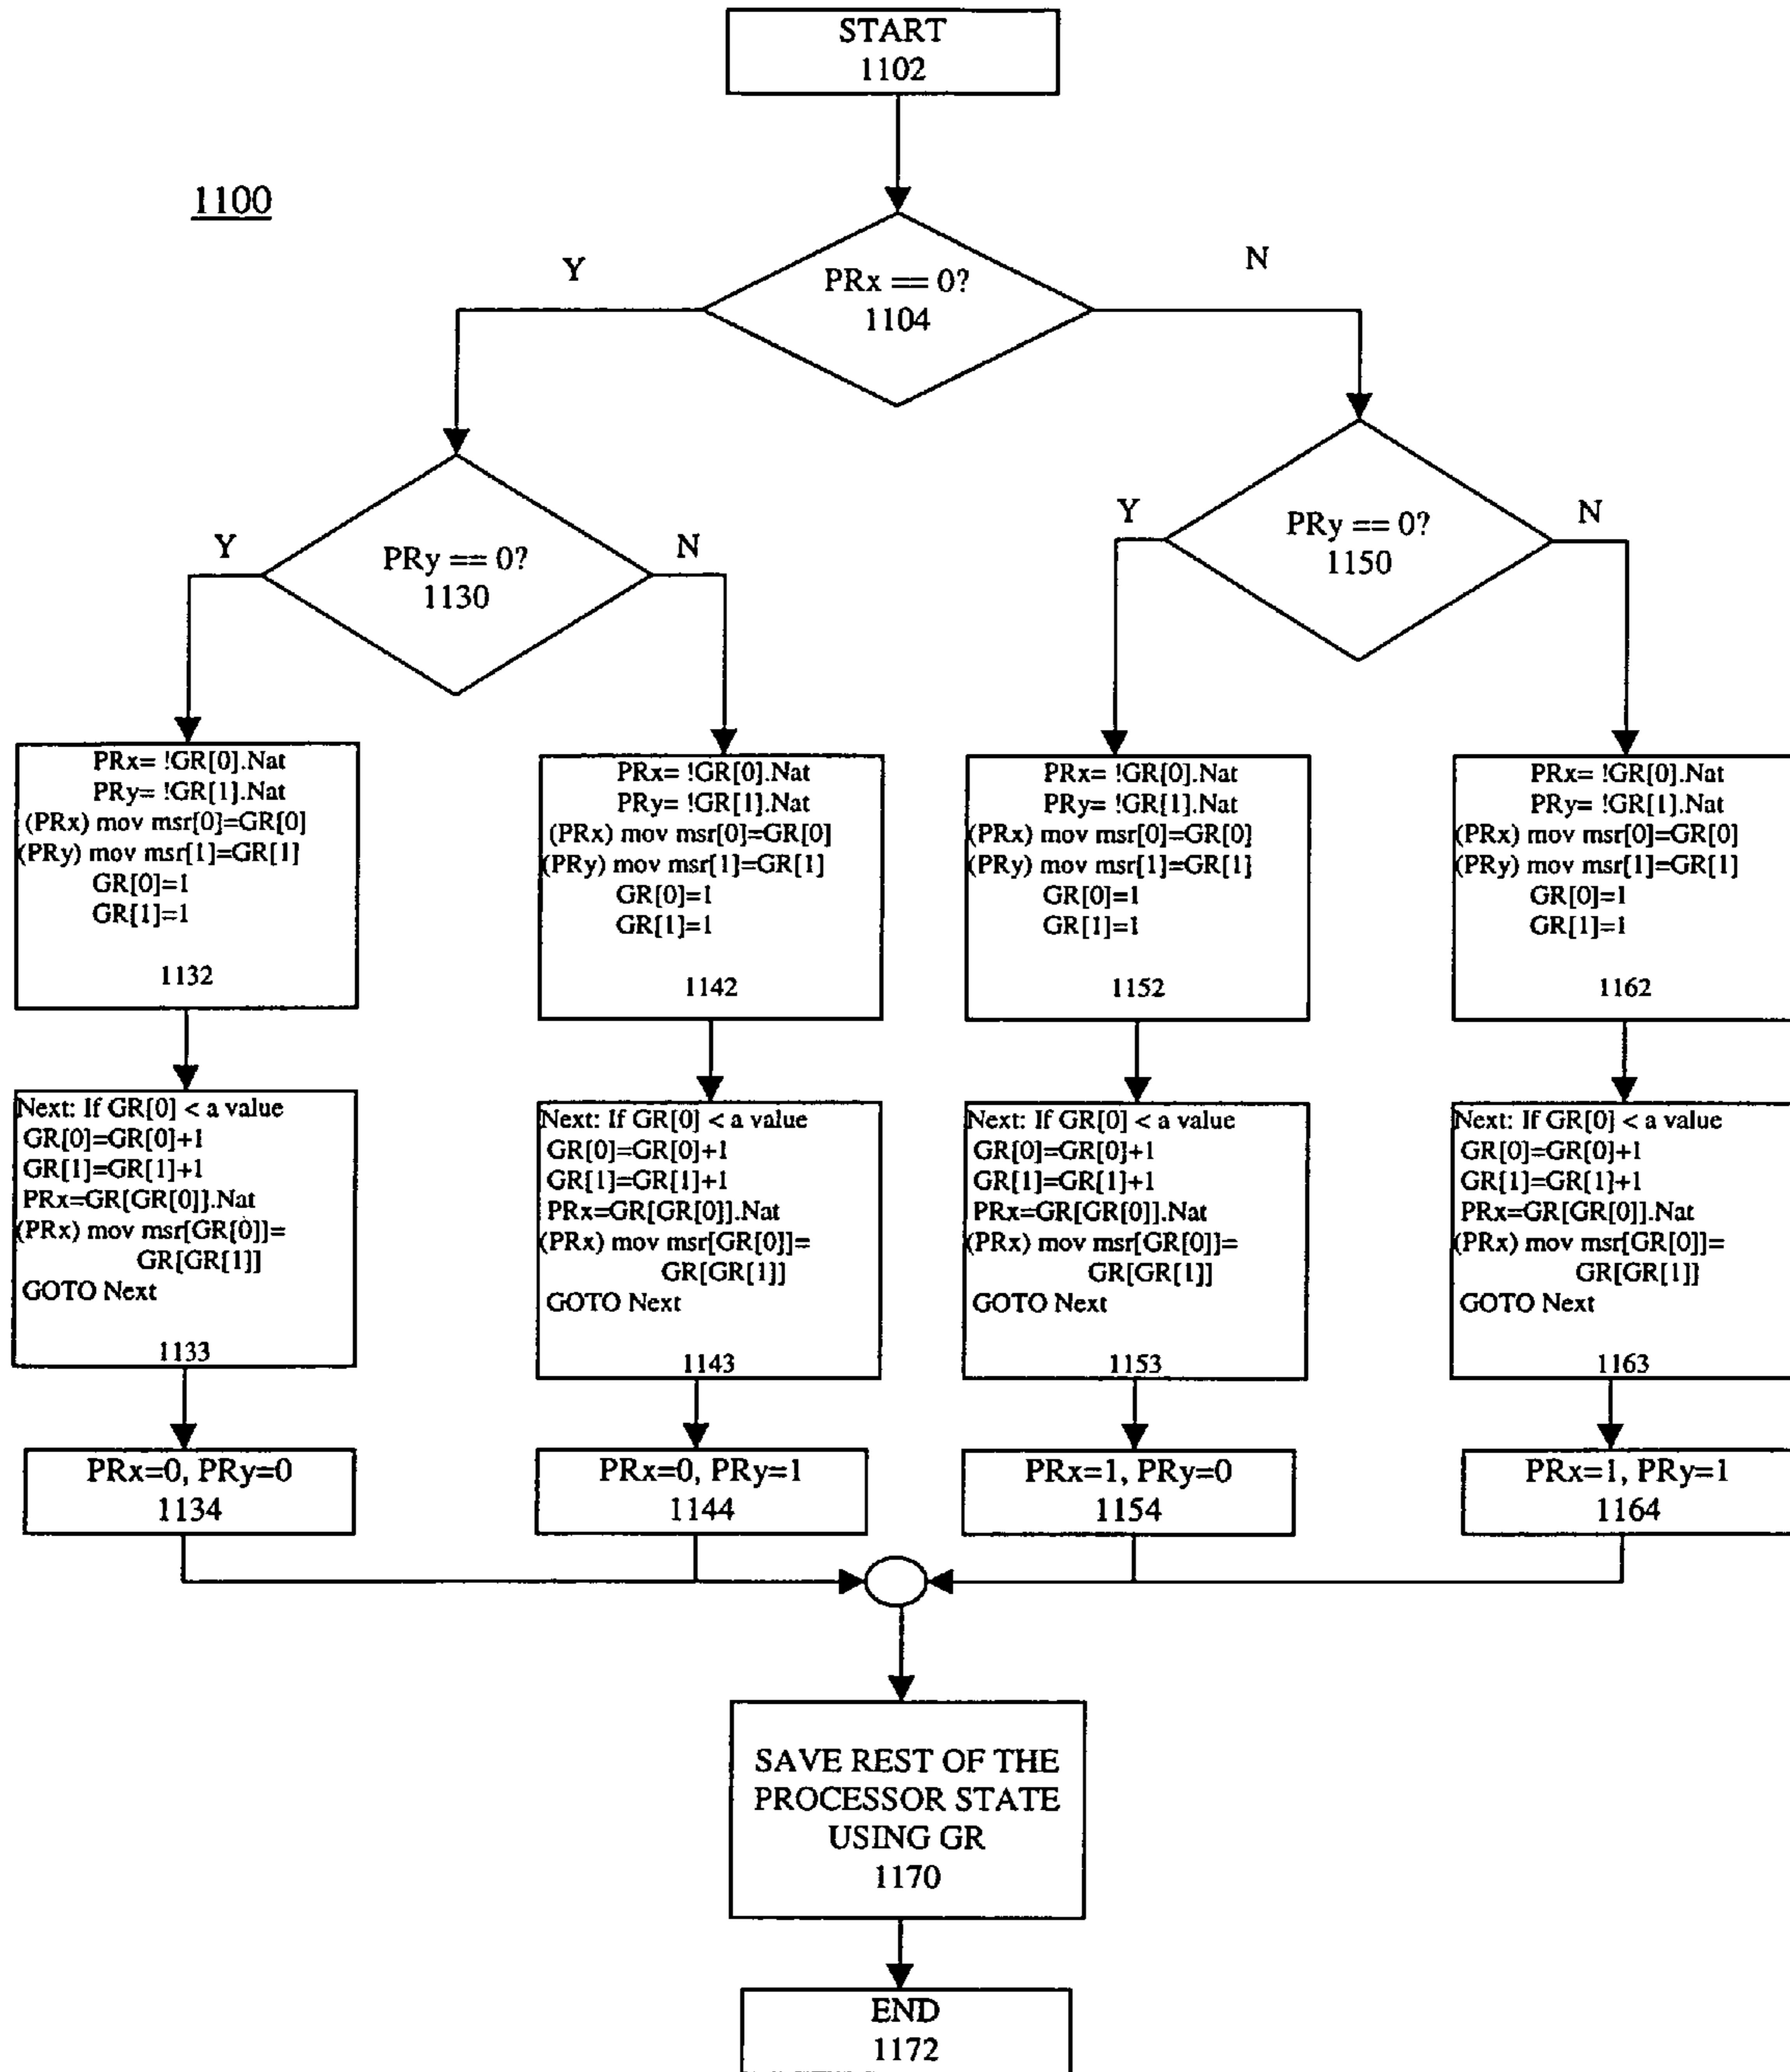 START
1102
1100
Y
N
PRx == 0?
1104
Y
N
PRy == 0?
1130
Y
N
PRy == 0?
1150
PRx= !GR[0].Nat
PRy= !GR[1].Nat
(PRx) mov msr[0]=GR[0]
(PRy) mov msr[1]=GR[1]
GR[0]=1
GR[1]=1
1132
PRx= !GR[0].Nat
PRy= !GR[1].Nat
(PRx) mov msr[0]=GR[0]
(PRy) mov msr[1]=GR[1]
GR[0]=1
GR[1]=1
1142
PRx= !GR[0].Nat
PRy= !GR[1].Nat
(PRx) mov msr[0]=GR[0]
(PRy) mov msr[1]=GR[1]
GR[0]=1
GR[1]=1
1152
PRx= !GR[0].Nat
PRy= !GR[1].Nat
(PRx) mov msr[0]=GR[0]
(PRy) mov msr[1]=GR[1]
GR[0]=1
GR[1]=1
1162
Next: If GR[0] < a value
GR[0]=GR[0]+1
GR[1]=GR[1]+1
PRx=GR[GR[0]].Nat
(PRx) mov msr[GR[0]]=
GR[GR[1]]
GOTO Next
1133
Next: If GR[0] < a value
GR[0]=GR[0]+1
GR[1]=GR[1]+1
PRx=GR[GR[0]].Nat
(PRx) mov msr[GR[0]]=
GR[GR[1]]
GOTO Next
1143
Next: If GR[0] < a value
GR[0]=GR[0]+1
GR[1]=GR[1]+1
PRx=GR[GR[0]].Nat
(PRx) mov msr[GR[0]]=
GR[GR[1]]
GOTO Next
1153
Next: If GR[0] < a value
GR[0]=GR[0]+1
GR[1]=GR[1]+1
PRx=GR[GR[0]].Nat
(PRx) mov msr[GR[0]]=
GR[GR[1]]
GOTO Next
1163
PRx=0, PRy=0
1134
PRx=0, PRy=1
1144
PRx=1, PRy=0
1154
PRx=1, PRy=1
1164
SAVE REST OF THE
PROCESSOR STATE
USING GR
1170
END
1172